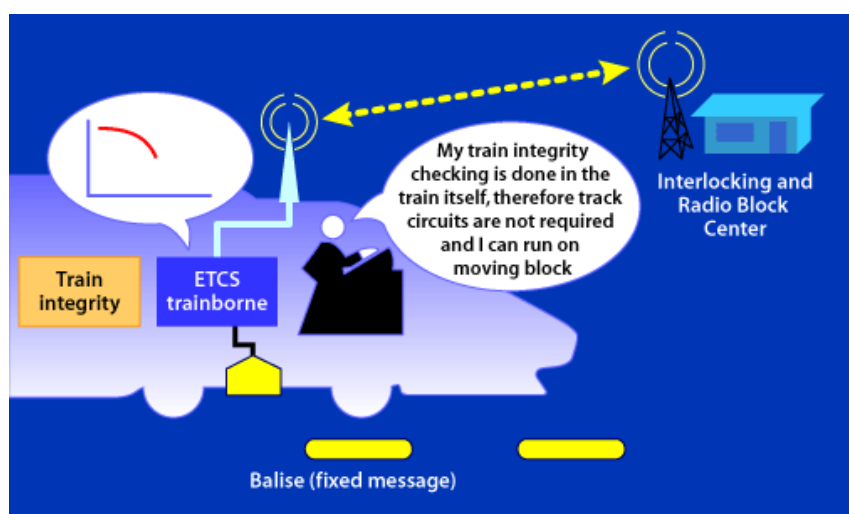 My train integrity
checking is done in the
train itself, therefore track
circuits are not required
and I can run on
moving block
Interlocking and
Radio Block
Center
Train
integrity
ETCS
trainborne
Balise (fixed message)